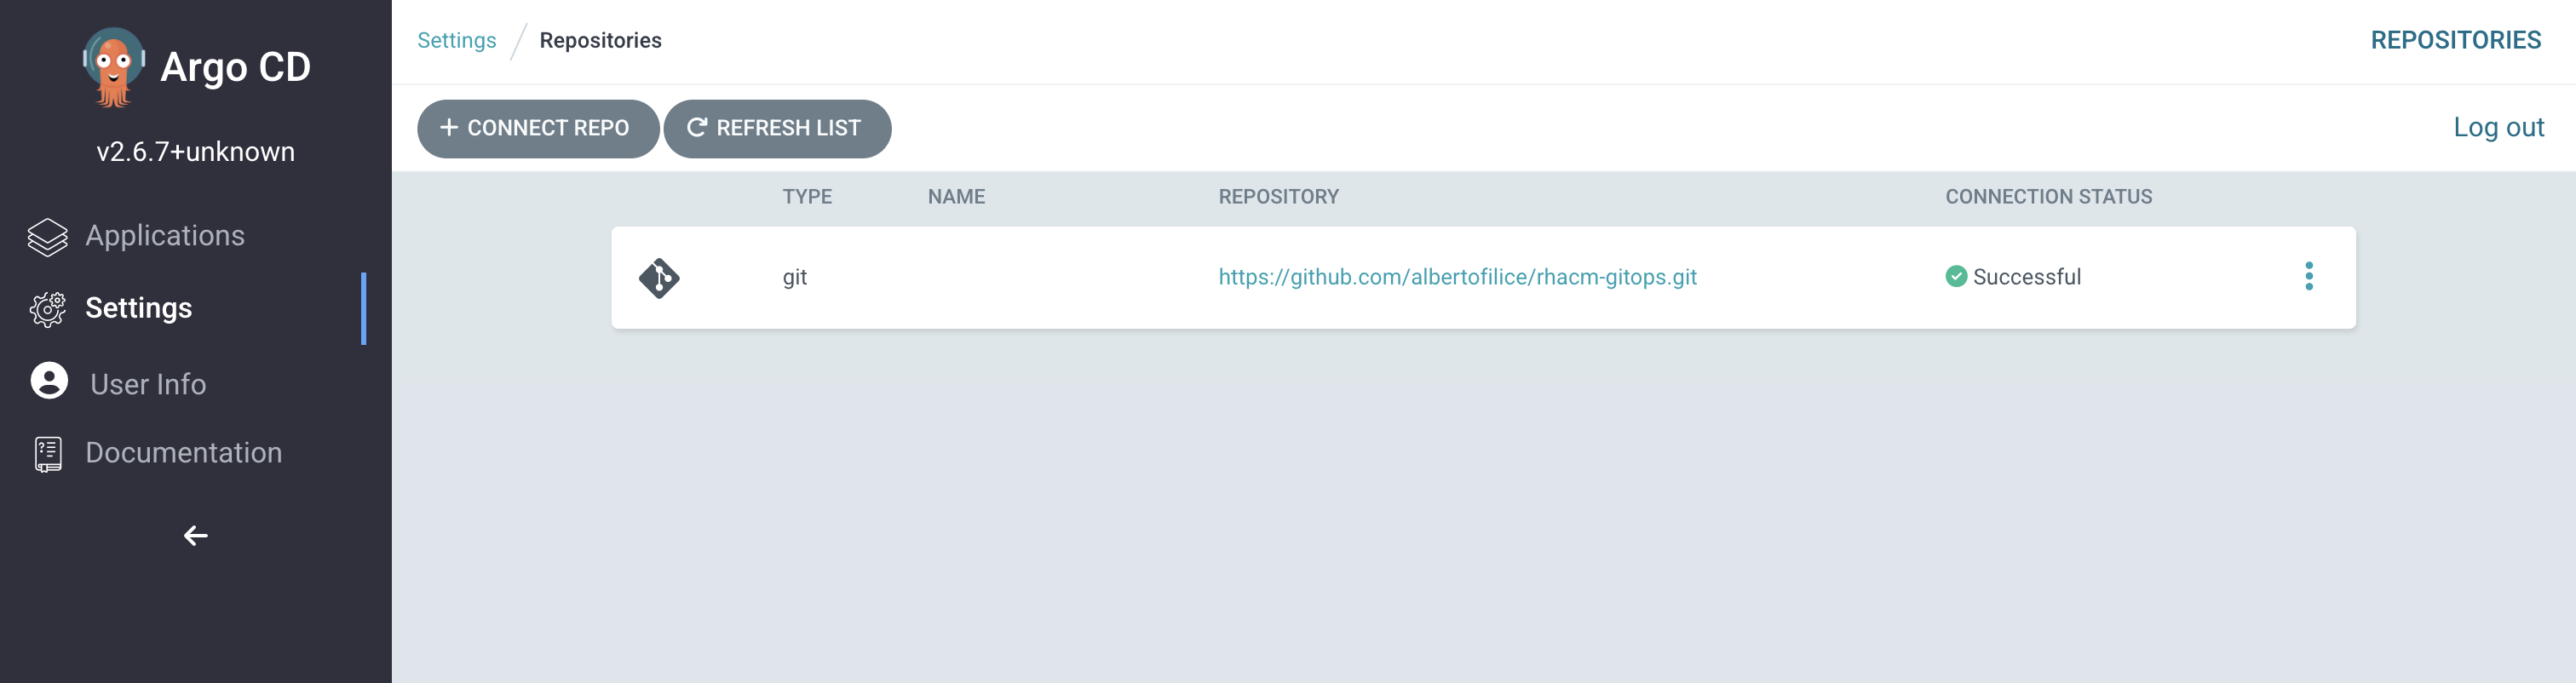 Argo CD
v2.6.7+unknown
Applications
Settings
User Info
Documentation
Settings / Repositories
REPOSITORIES
CONNECT REPO
REFRESH LIST
Log out
TYPE NAME REPOSITORY CONNECTION STATUS
git https://github.com/albertofilice/rhacm-gitops.git Successful